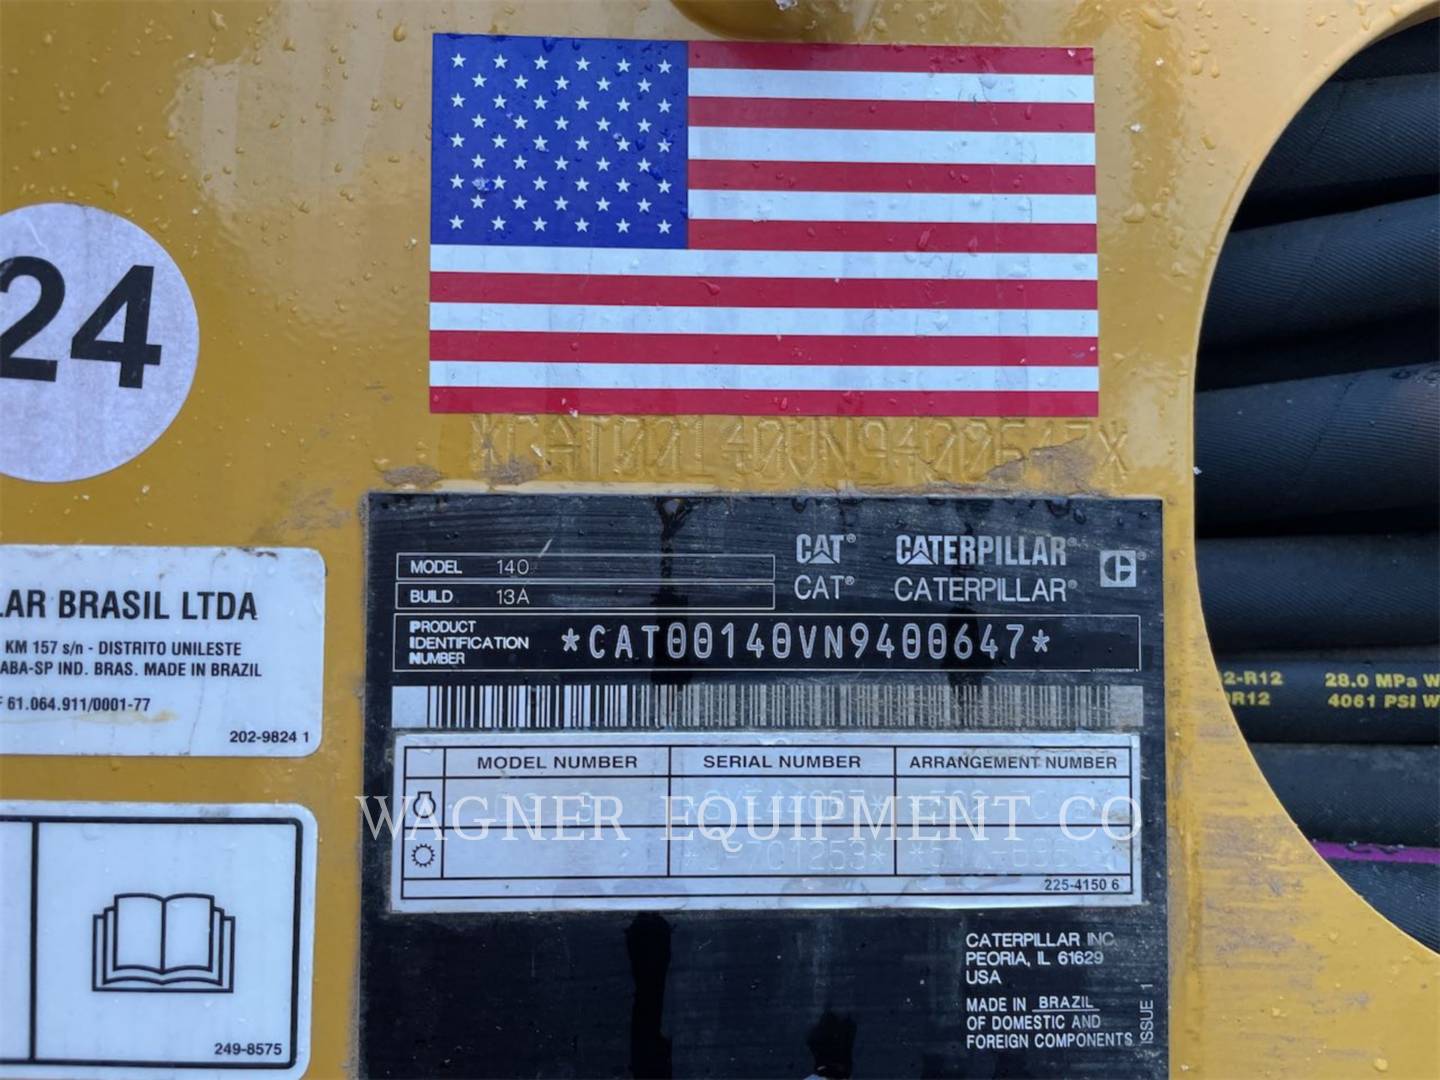 24
*CAT00140VN9400647*
CAT® CATERPILLAR®
CAT® CATERPILLAR®
MODEL 140
BUILD 13A
PRODUCT
IDENTIFICATION
NUMBER
*CAT00140VN9400647*
LAR BRASIL LTDA
KM 157 s/n - DISTRITO UNILESTE
ABA-SP IND. BRAS. MADE IN BRAZIL
61.064.911/0001-77
202-9824 1
2-R12 28.0 MPa W
R12 4061 PSI W
MODEL NUMBER SERIAL NUMBER ARRANGEMENT NUMBER
WAGNER EQUIPMENT CO
225-4150 6
249-8575
CATERPILLAR INC.
PEORIA, IL 61629
USA
MADE IN BRAZIL
OF DOMESTIC AND
FOREIGN COMPONENTS
ISSUE 1